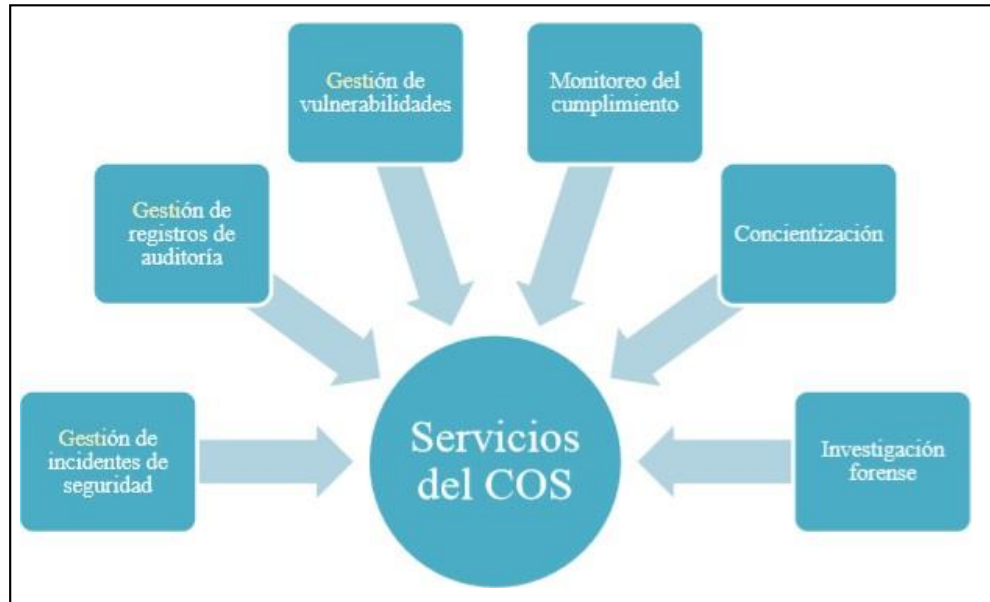 Gestión de
vulnerabilidades
Monitoreo del
cumplimiento
Gestión de
registros de
auditoría
Concientización
Gestión de
incidentes de
seguridad
Servicios
del COS
Investigación
forense